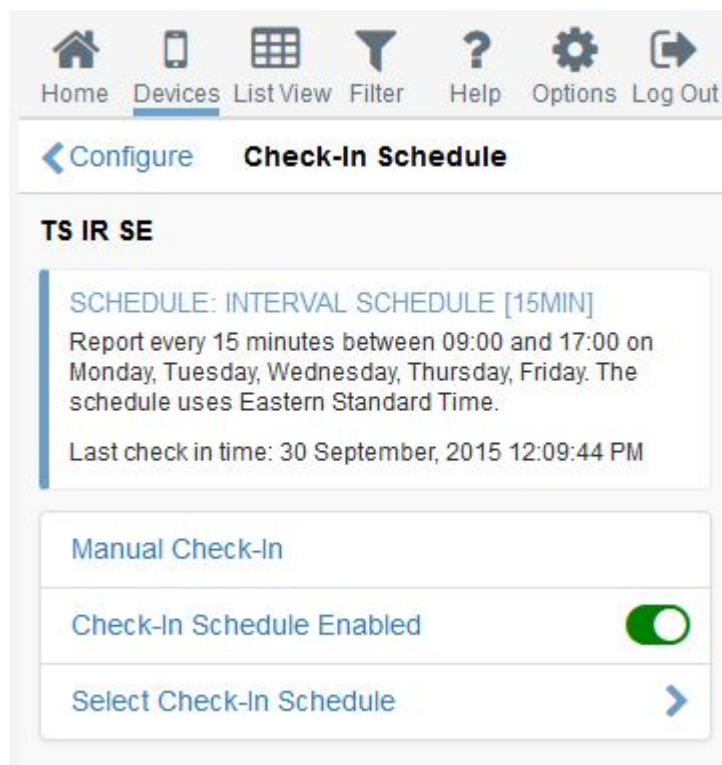 Home Devices List View Filter Help Options Log Out
Configure Check-In Schedule
TS IR SE
SCHEDULE: INTERVAL SCHEDULE [15MIN]
Report every 15 minutes between 09:00 and 17:00 on
Monday, Tuesday, Wednesday, Thursday, Friday. The
schedule uses Eastern Standard Time.
Last check in time: 30 September, 2015 12:09:44 PM
Manual Check-In
Check-In Schedule Enabled
Select Check-In Schedule